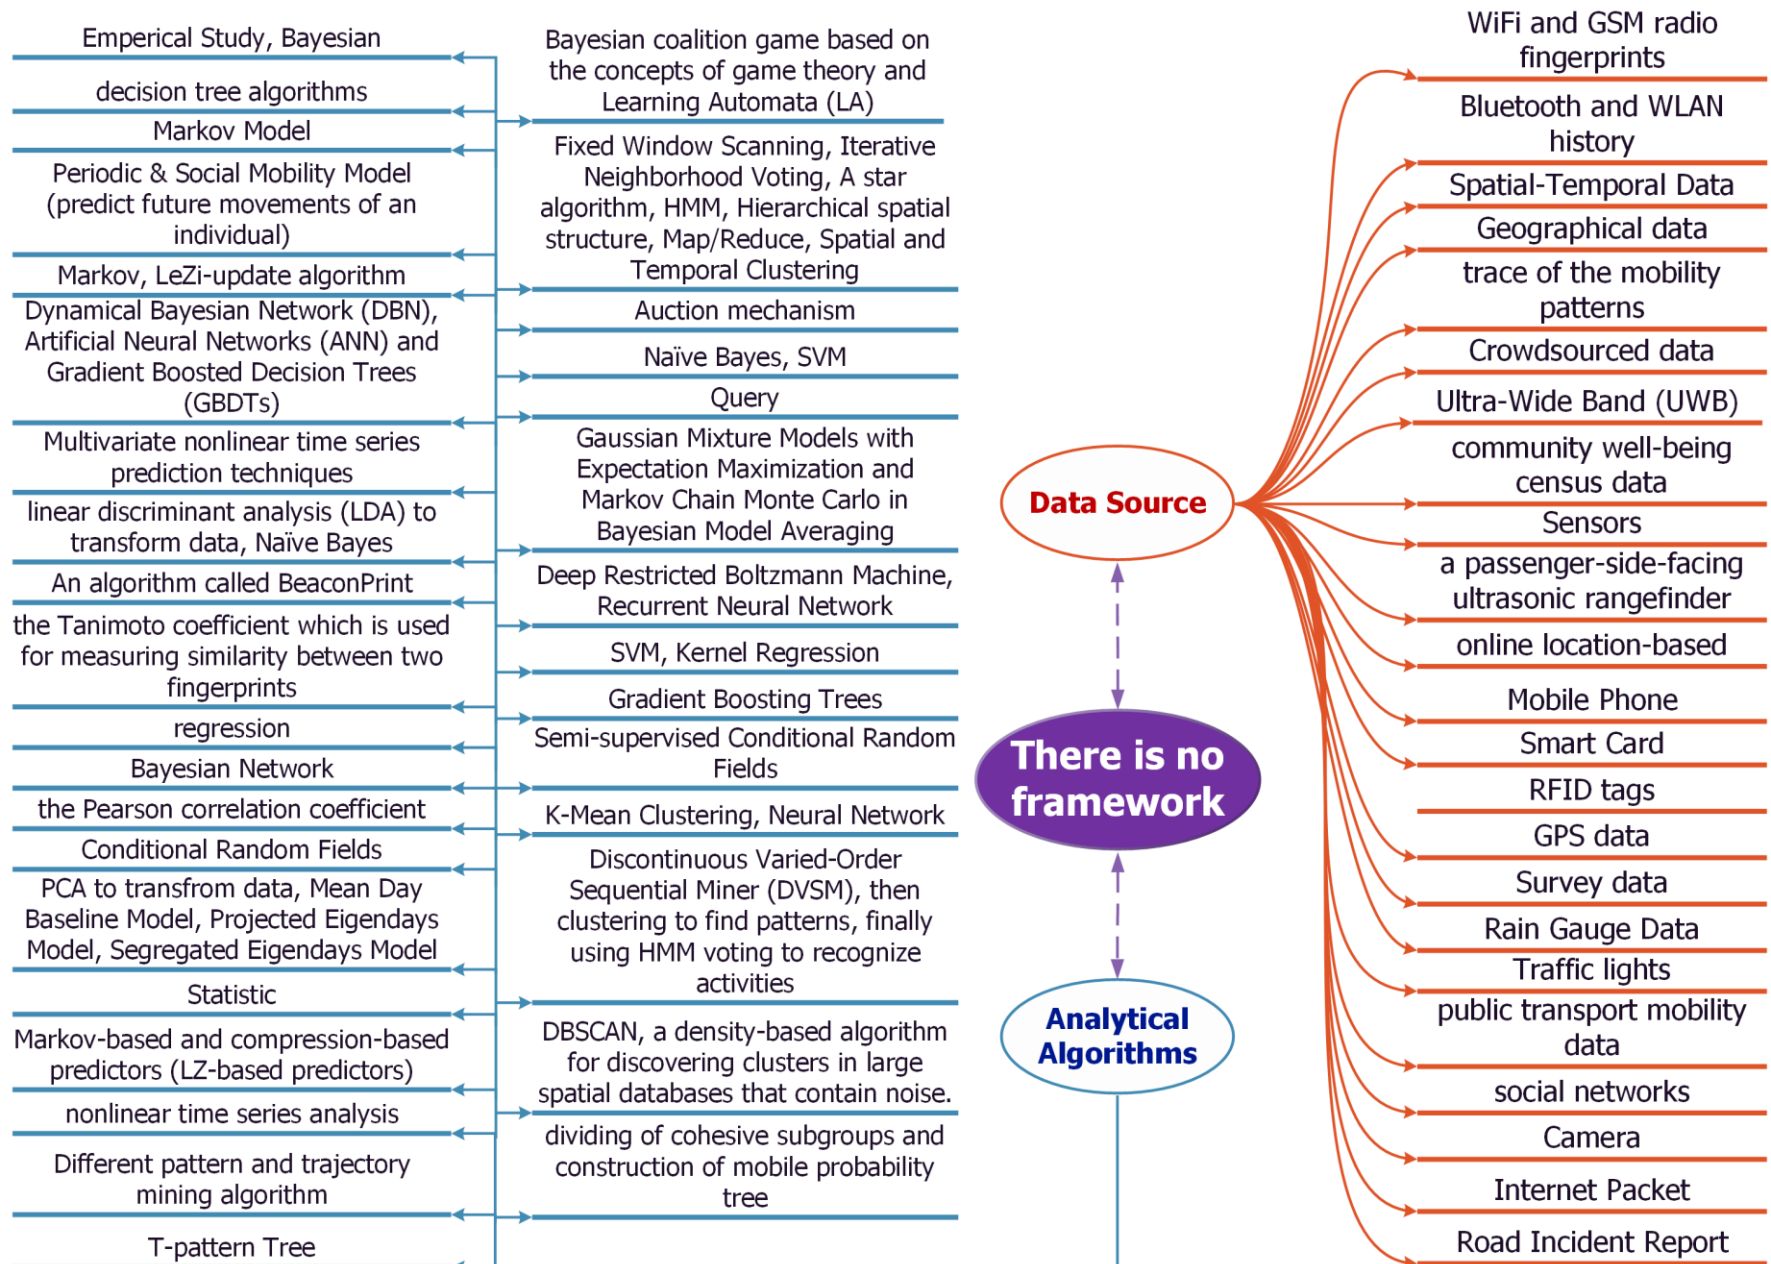 Emperical Study, Bayesian
decision tree algorithms
Markov Model
Periodic & Social Mobility Model
(predict future movements of an
individual)
Markov, LeZi-update algorithm
Dynamical Bayesian Network (DBN),
Artificial Neural Networks (ANN) and
Gradient Boosted Decision Trees
(GBDTs)
Multivariate nonlinear time series
prediction techniques
linear discriminant analysis (LDA) to
transform data, Naïve Bayes
An algorithm called BeaconPrint
the Tanimoto coefficient which is used
for measuring similarity between two
fingerprints
regression
Bayesian Network
the Pearson correlation coefficient
Conditional Random Fields
PCA to transfrom data, Mean Day
Baseline Model, Projected Eigendays
Model, Segregated Eigendays Model
Statistic
Markov-based and compression-based
predictors (LZ-based predictors)
nonlinear time series analysis
Different pattern and trajectory
mining algorithm
T-pattern Tree
Bayesian coalition game based on
the concepts of game theory and
Learning Automata (LA)
Fixed Window Scanning, Iterative
Neighborhood Voting, A star
algorithm, HMM, Hierarchical spatial
structure, Map/Reduce, Spatial and
Temporal Clustering
Auction mechanism
Naïve Bayes, SVM
Query
Gaussian Mixture Models with
Expectation Maximization and
Markov Chain Monte Carlo in
Bayesian Model Averaging
Deep Restricted Boltzmann Machine,
Recurrent Neural Network
SVM, Kernel Regression
Gradient Boosting Trees
Semi-supervised Conditional Random
Fields
K-Mean Clustering, Neural Network
Discontinuous Varied-Order
Sequential Miner (DVSM), then
clustering to find patterns, finally
using HMM voting to recognize
activities
DBSCAN, a density-based algorithm
for discovering clusters in large
spatial databases that contain noise.
dividing of cohesive subgroups and
construction of mobile probability
tree
Data Source
There is no
framework
Analytical
Algorithms
WiFi and GSM radio
fingerprints
Bluetooth and WLAN
history
Spatial-Temporal Data
Geographical data
trace of the mobility
patterns
Crowdsourced data
Ultra-Wide Band (UWB)
community well-being
census data
Sensors
a passenger-side-facing
ultrasonic rangefinder
online location-based
Mobile Phone
Smart Card
RFID tags
GPS data
Survey data
Rain Gauge Data
Traffic lights
public transport mobility
data
social networks
Camera
Internet Packet
Road Incident Report